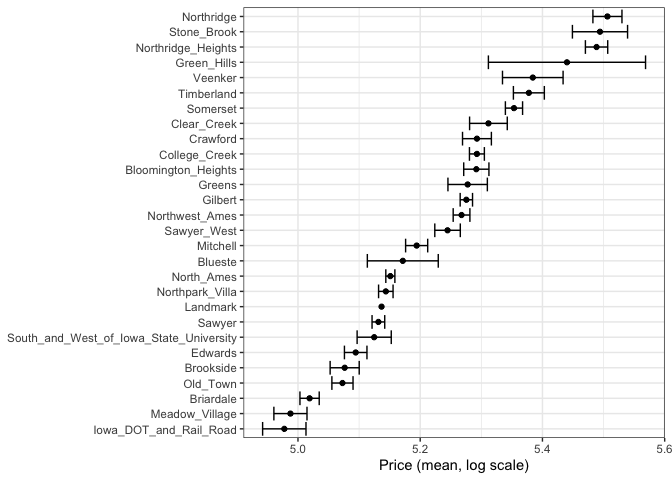 Northridge
Stone_Brook
Northridge_Heights
Green_Hills
Veenker
Timberland
Somerset
Clear_Creek
Crawford
College_Creek
Bloomington_Heights
Greens
Gilbert
Northwest_Ames
Sawyer_West
Mitchell
Blueste
North_Ames
Northpark_Villa
Landmark
Sawyer
South_and_West_of_Iowa_State_University
Edwards
Brookside
Old_Town
Briardale
Meadow_Village
Iowa_DOT_and_Rail_Road
5.0 5.2 5.4 5.6
Price (mean, log scale)